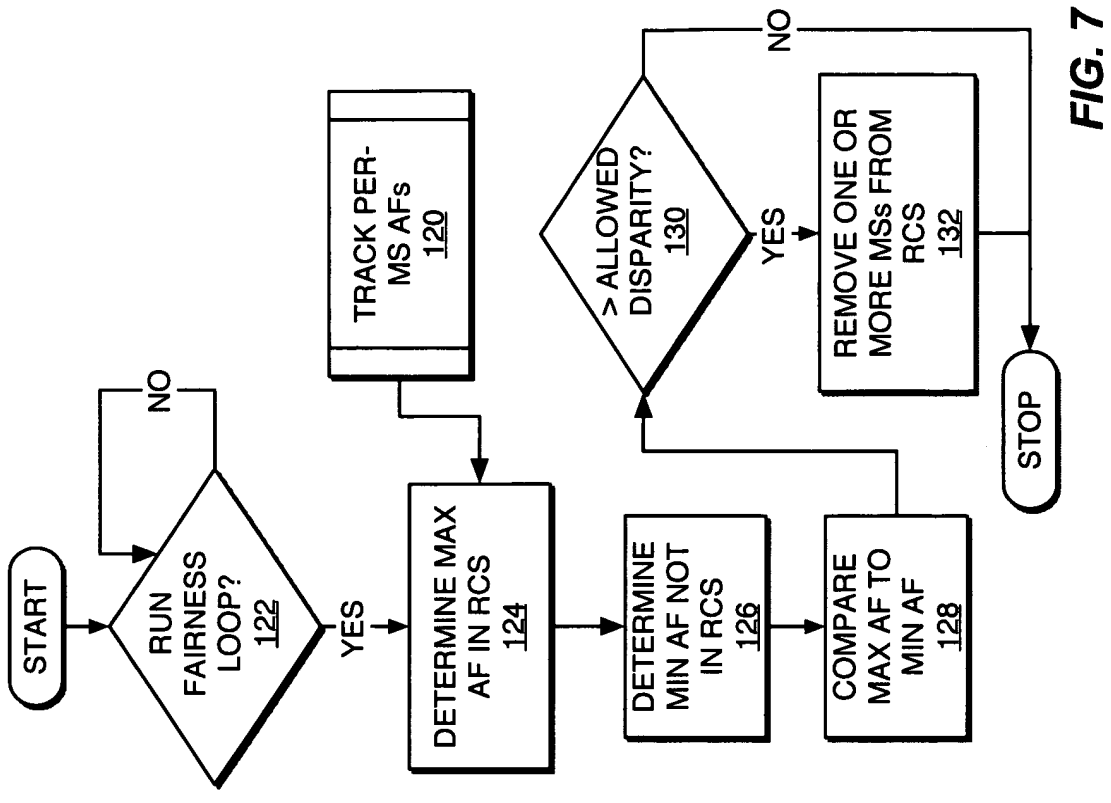 START
RUN
FAIRNESS
LOOP?
122
NO
YES
TRACK PER-
MS AFs
120
DETERMINE MAX
AF IN RCS
124
DETERMINE
MIN AF NOT
IN RCS
126
COMPARE
MAX AF TO
MIN AF
128
> ALLOWED
DISPARITY?
130
NO
YES
REMOVE ONE OR
MORE MSs FROM
RCS
132
STOP
FIG. 7